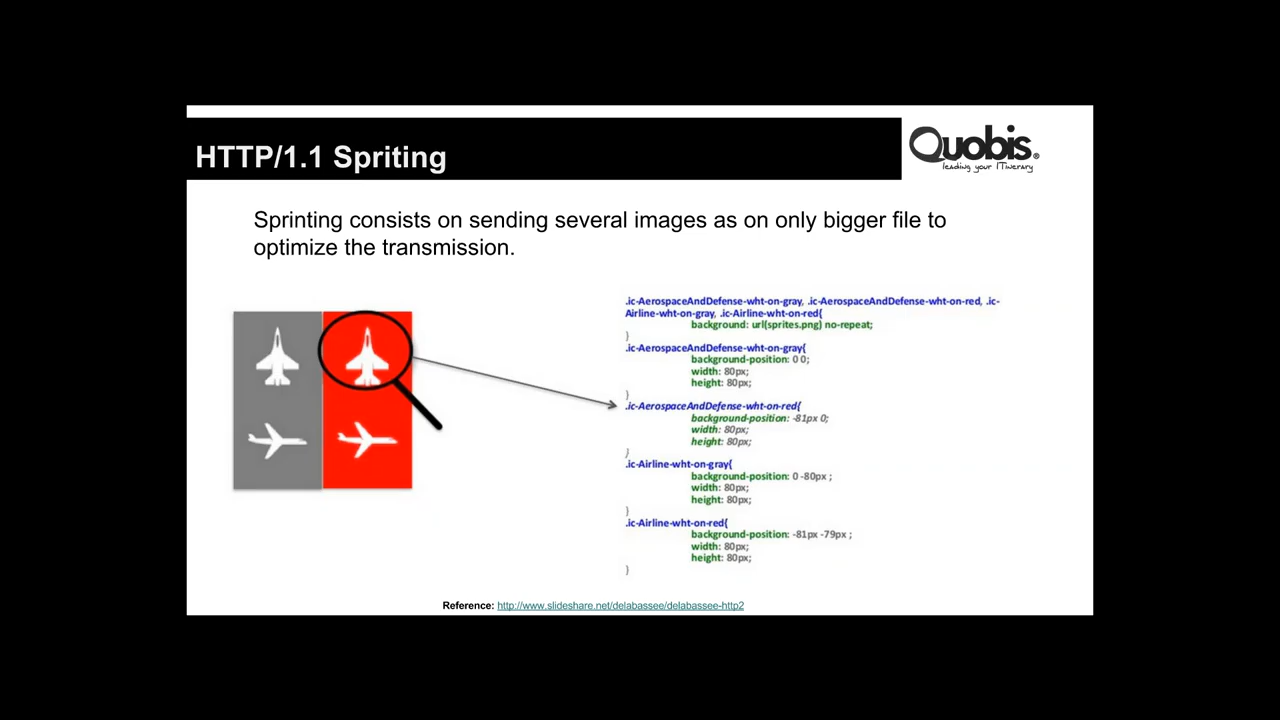 HTTP/1.1 Spriting
Quobis®
leading your ITinerary
Sprinting consists on sending several images as on only bigger file to
optimize the transmission.
.ic-AerospaceAndDefense-wht-on-gray, .ic-AerospaceAndDefense-wht-on-red, .ic-
Airline-wht-on-gray, .ic-Airline-wht-on-red{
background: url(sprites.png) no-repeat;
}
.ic-AerospaceAndDefense-wht-on-gray{
background-position: 0 0;
width: 80px;
height: 80px;
}
.ic-AerospaceAndDefense-wht-on-red{
background-position: -81px 0;
width: 80px;
height: 80px;
}
.ic-Airline-wht-on-gray{
background-position: 0 -80px ;
width: 80px;
height: 80px;
}
.ic-Airline-wht-on-red{
background-position: -81px -79px ;
width: 80px;
height: 80px;
}
Reference: http://www.slideshare.net/delabassee/delabassee-http2